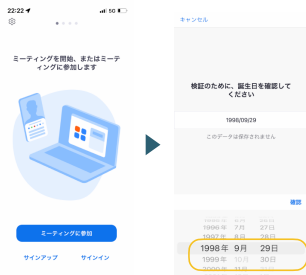 22:22
5G
ミーティングを開始、またはミーテ
ィングに参加します
ミーティングに参加
サインアップ
サインイン
キャンセル
検証のために、誕生日を確認して
ください
1998/09/29
このデータは保存されません
確認
1996年 7月 27日
1997年 8月 28日
1998年 9月 29日
1999年 10月 30日